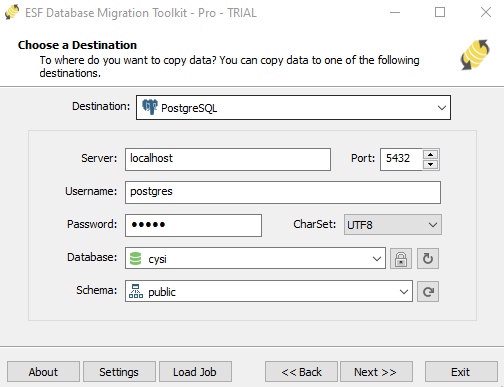 ESF Database Migration Toolkit - Pro - TRIAL
Choose a Destination
To where do you want to copy data? You can copy data to one of the following
destinations.
Destination: PostgreSQL
Server: localhost Port: 5432
Username: postgres
Password: ●●●●● CharSet: UTF8
Database: cysi
Schema: public
About Settings Load Job << Back Next >> Exit